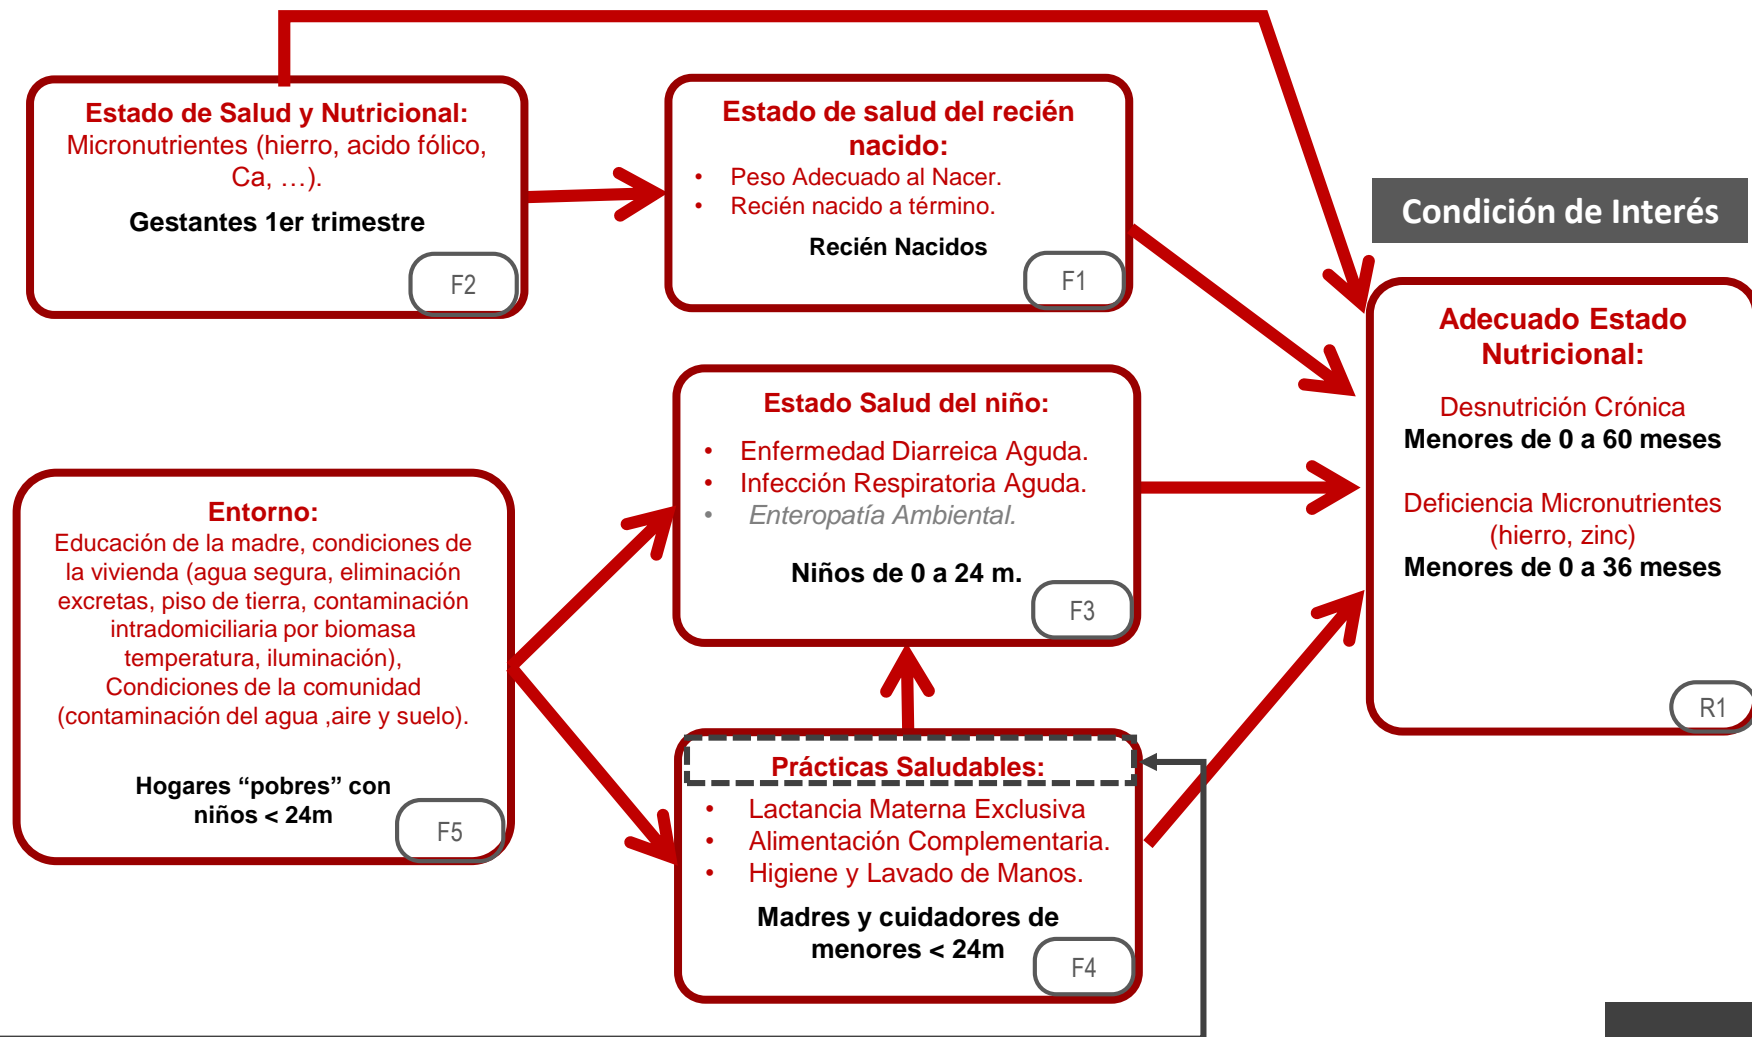 Estado de Salud y Nutricional:
Micronutrientes (hierro, acido fólico,
Ca, …).
Gestantes 1er trimestre
F2
Estado de salud del recién
nacido:
• Peso Adecuado al Nacer.
• Recién nacido a término.
Recién Nacidos
F1
Condición de Interés
Adecuado Estado
Nutricional:
Desnutrición Crónica
Menores de 0 a 60 meses
Deficiencia Micronutrientes
(hierro, zinc)
Menores de 0 a 36 meses
R1
Estado Salud del niño:
• Enfermedad Diarreica Aguda.
• Infección Respiratoria Aguda.
• Enteropatía Ambiental.
Niños de 0 a 24 m.
F3
Entorno:
Educación de la madre, condiciones de
la vivienda (agua segura, eliminación
excretas, piso de tierra, contaminación
intradomiciliaria por biomasa
temperatura, iluminación),
Condiciones de la comunidad
(contaminación del agua ,aire y suelo).
Hogares “pobres” con
niños < 24m
F5
Prácticas Saludables:
• Lactancia Materna Exclusiva
• Alimentación Complementaria.
• Higiene y Lavado de Manos.
Madres y cuidadores de
menores < 24m
F4